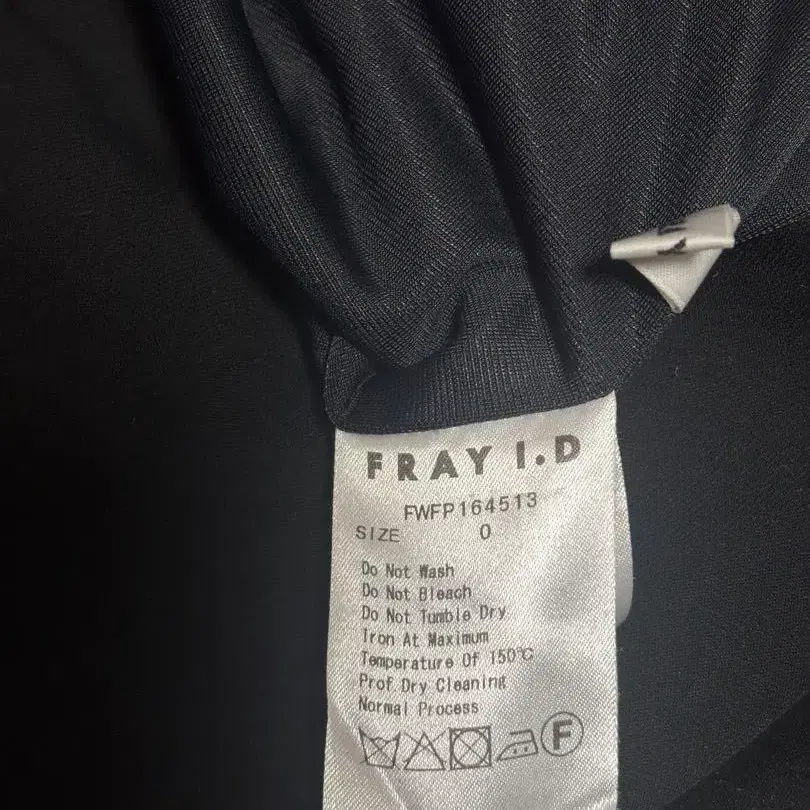 FRAY I.D
FWFP164513
SIZE 0
Do Not Wash
Do Not Bleach
Do Not Tumble Dry
Iron At Maximum
Temperature Of 150℃
Prof.Dry Cleaning
Normal Process
F